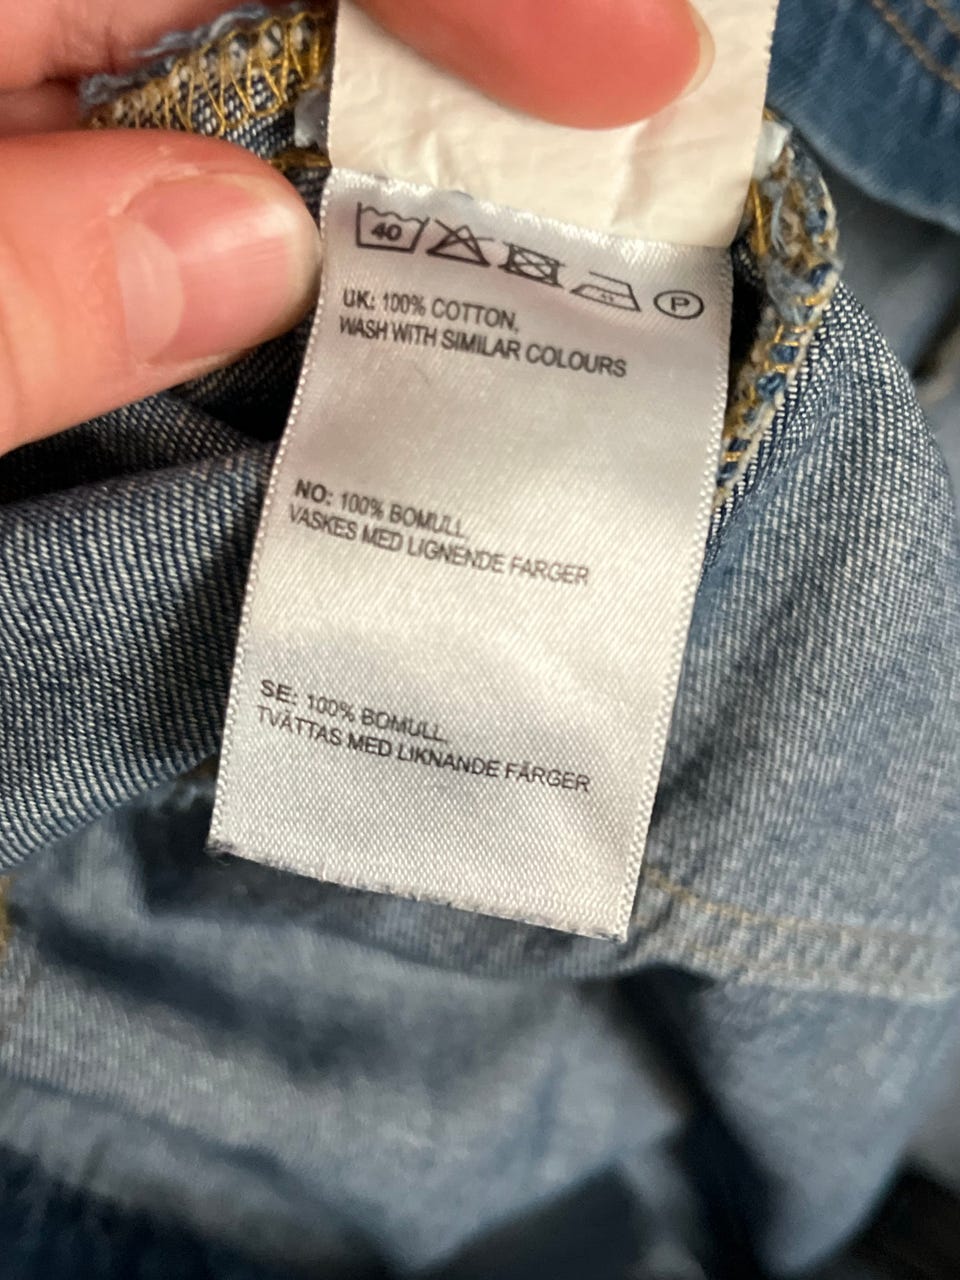 40 P
UK: 100% COTTON,
WASH WITH SIMILAR COLOURS
NO: 100% BOMULL,
VASKES MED LIGNENDE FARGER
SE: 100% BOMULL,
TVÄTTAS MED LIKNANDE FÄRGER